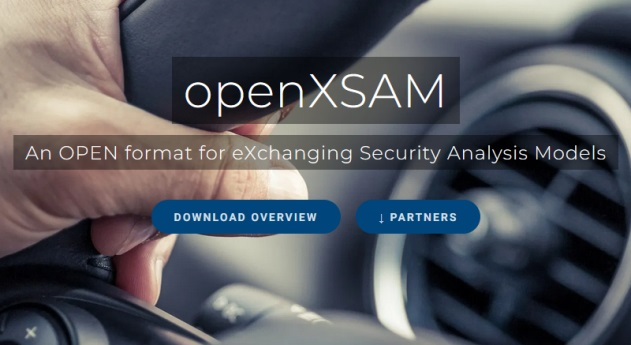 openXSAM
An OPEN format for eXchanging Security Analysis Models
DOWNLOAD OVERVIEW
↓ PARTNERS